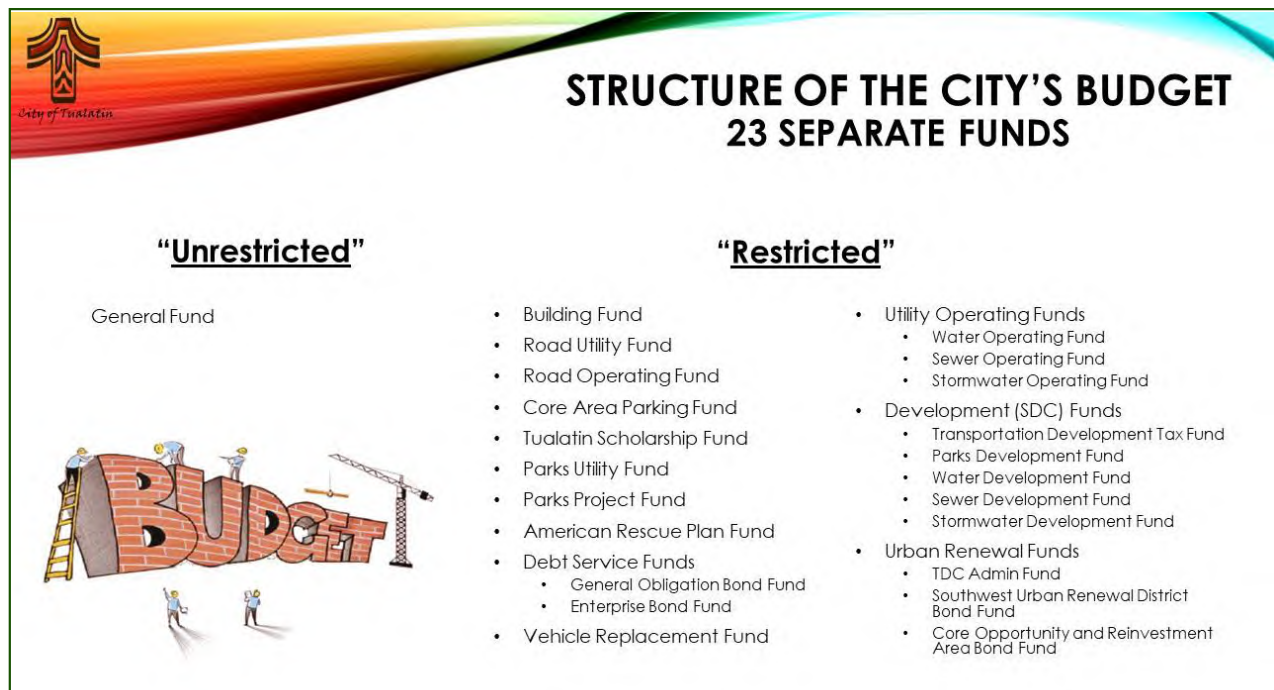 City of Tualatin
STRUCTURE OF THE CITY'S BUDGET
23 SEPARATE FUNDS
“Unrestricted”
General Fund
BUDGET
“Restricted”
• Building Fund
• Road Utility Fund
• Road Operating Fund
• Core Area Parking Fund
• Tualatin Scholarship Fund
• Parks Utility Fund
• Parks Project Fund
• American Rescue Plan Fund
• Debt Service Funds
• General Obligation Bond Fund
• Enterprise Bond Fund
• Vehicle Replacement Fund
• Utility Operating Funds
• Water Operating Fund
• Sewer Operating Fund
• Stormwater Operating Fund
• Development (SDC) Funds
• Transportation Development Tax Fund
• Parks Development Fund
• Water Development Fund
• Sewer Development Fund
• Stormwater Development Fund
• Urban Renewal Funds
• TDC Admin Fund
• Southwest Urban Renewal District
Bond Fund
• Core Opportunity and Reinvestment
Area Bond Fund